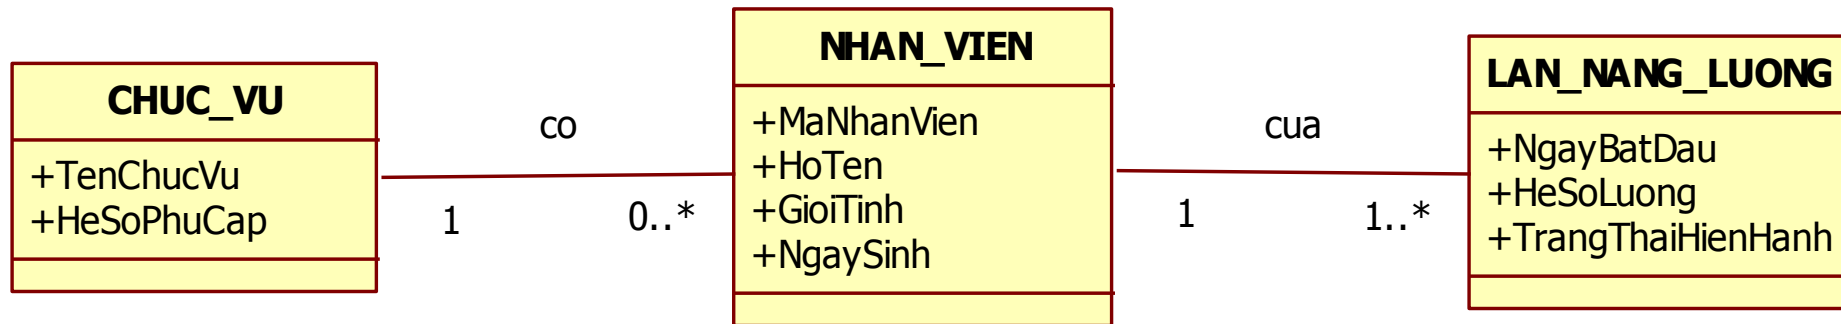 CHUC_VU
+TenChucVu
+HeSoPhuCap
co
1
0..*
NHAN_VIEN
+MaNhanVien
+HoTen
+GioiTinh
+NgaySinh
cua
1
1..*
LAN_NANG_LUONG
+NgayBatDau
+HeSoLuong
+TrangThaiHienHanh